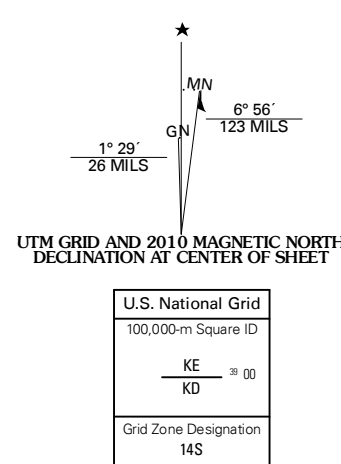 ★
MN
GN
6° 56´
123 MILS
1° 29´
26 MILS
UTM GRID AND 2010 MAGNETIC NORTH
DECLINATION AT CENTER OF SHEET
U.S. National Grid
100,000-m Square ID
KE
39 00
KD
Grid Zone Designation
14S